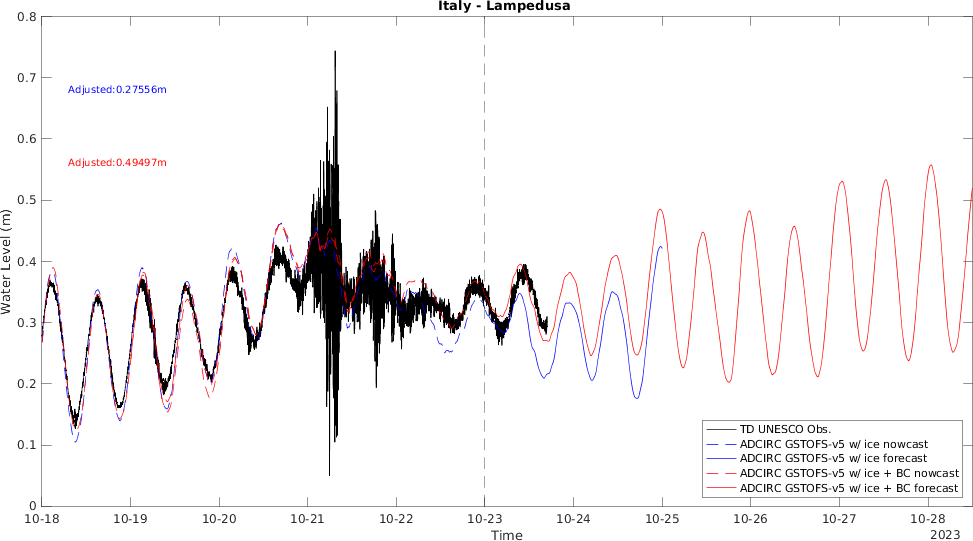 Italy - Lampedusa
0.8
0.7
0.6
0.5
0.4
0.3
0.2
0.1
0
Water Level (m)
Adjusted:0.27556m
Adjusted:0.49497m
TD UNESCO Obs.
ADCIRC GSTOFS-v5 w/ ice nowcast
ADCIRC GSTOFS-v5 w/ ice forecast
ADCIRC GSTOFS-v5 w/ ice + BC nowcast
ADCIRC GSTOFS-v5 w/ ice + BC forecast
10-18 10-19 10-20 10-21 10-22 10-23 10-24 10-25 10-26 10-27 10-28
2023
Time